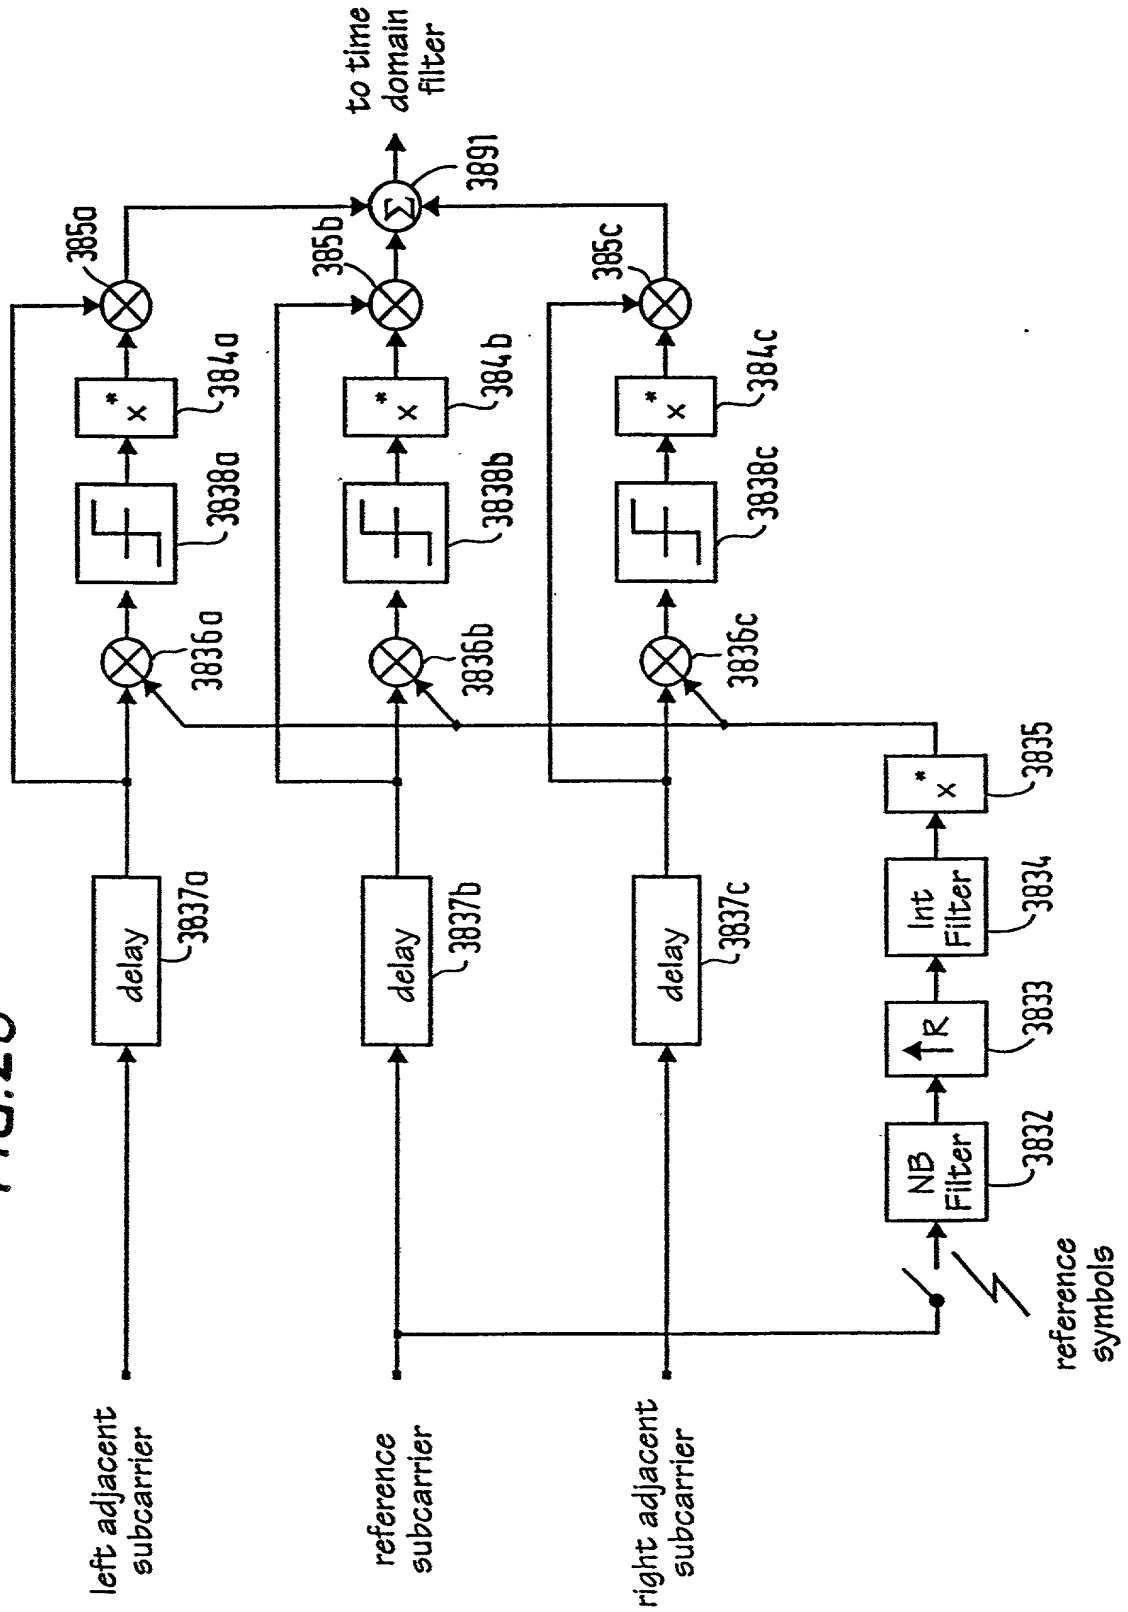 left adjacent
subcarrier
delay
3837a
3836a
3838a
x*
384a
385a
reference
subcarrier
delay
3837b
3836b
3838b
x*
384b
385b
Σ
3891
to time
domain
filter
right adjacent
subcarrier
delay
3837c
3836c
3838c
x*
384c
385c
reference
symbols
NB
Filter
3832
↑R
3833
Int
Filter
3834
x*
3835